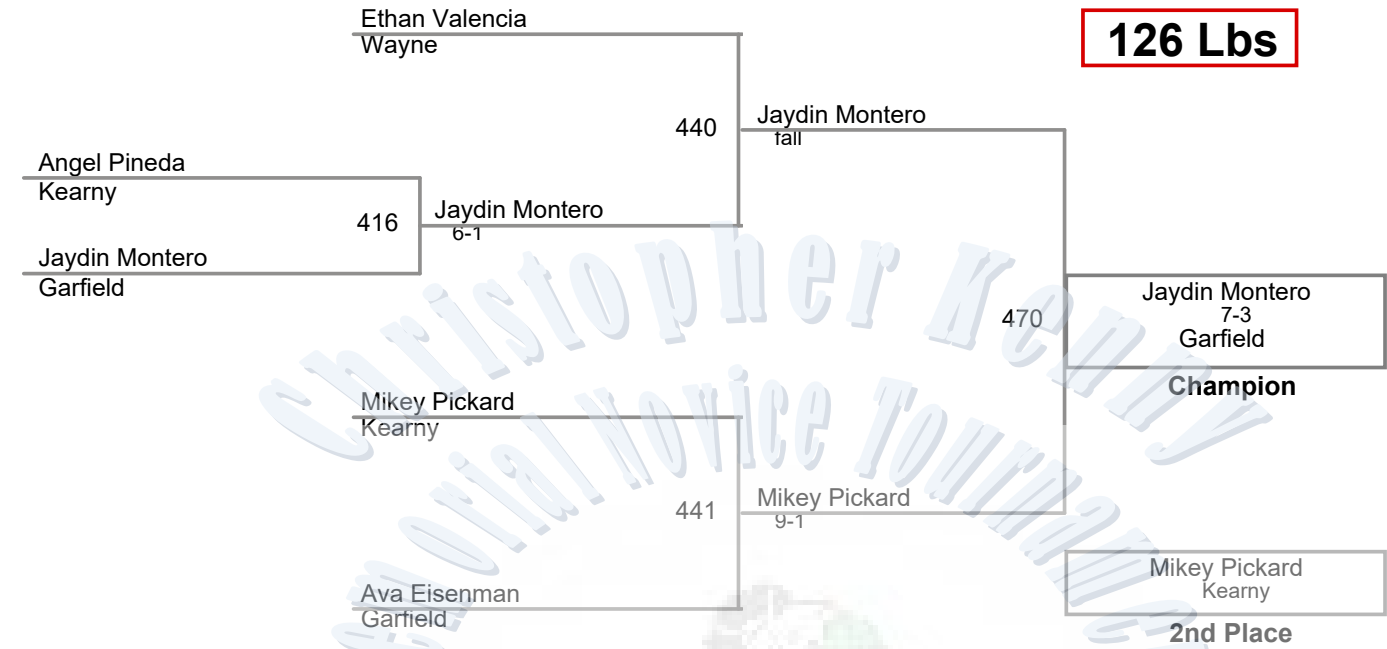 Ethan Valencia
Wayne
126 Lbs
440
Jaydin Montero
fall
Angel Pineda
Kearny
416
Jaydin Montero
6-1
Jaydin Montero
Garfield
470
Jaydin Montero
7-3
Garfield
Champion
Mikey Pickard
Kearny
441
Mikey Pickard
9-1
Ava Eisenman
Garfield
Mikey Pickard
Kearny
2nd Place
Christopher Kenny
emorial Novice Tourname